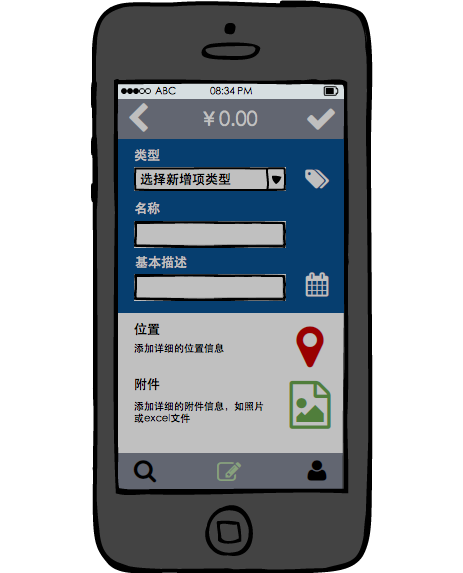 ABC 08:34 PM
￥0.00
类型
选择新增项类型
名称
基本描述
位置
添加详细的位置信息
附件
添加详细的附件信息，如照片
或excel文件